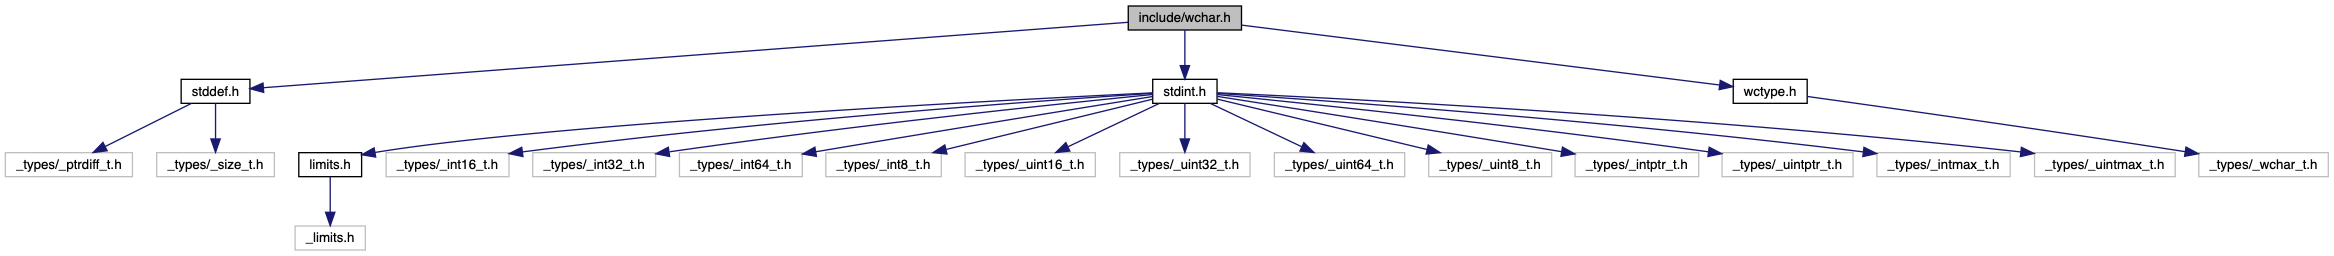 include/wchar.h
stddef.h
stdint.h
wctype.h
_types/_ptrdiff_t.h
_types/_size_t.h
limits.h
_types/_int16_t.h
_types/_int32_t.h
_types/_int64_t.h
_types/_int8_t.h
_types/_uint16_t.h
_types/_uint32_t.h
_types/_uint64_t.h
_types/_uint8_t.h
_types/_intptr_t.h
_types/_uintptr_t.h
_types/_intmax_t.h
_types/_uintmax_t.h
_types/_wchar_t.h
_limits.h